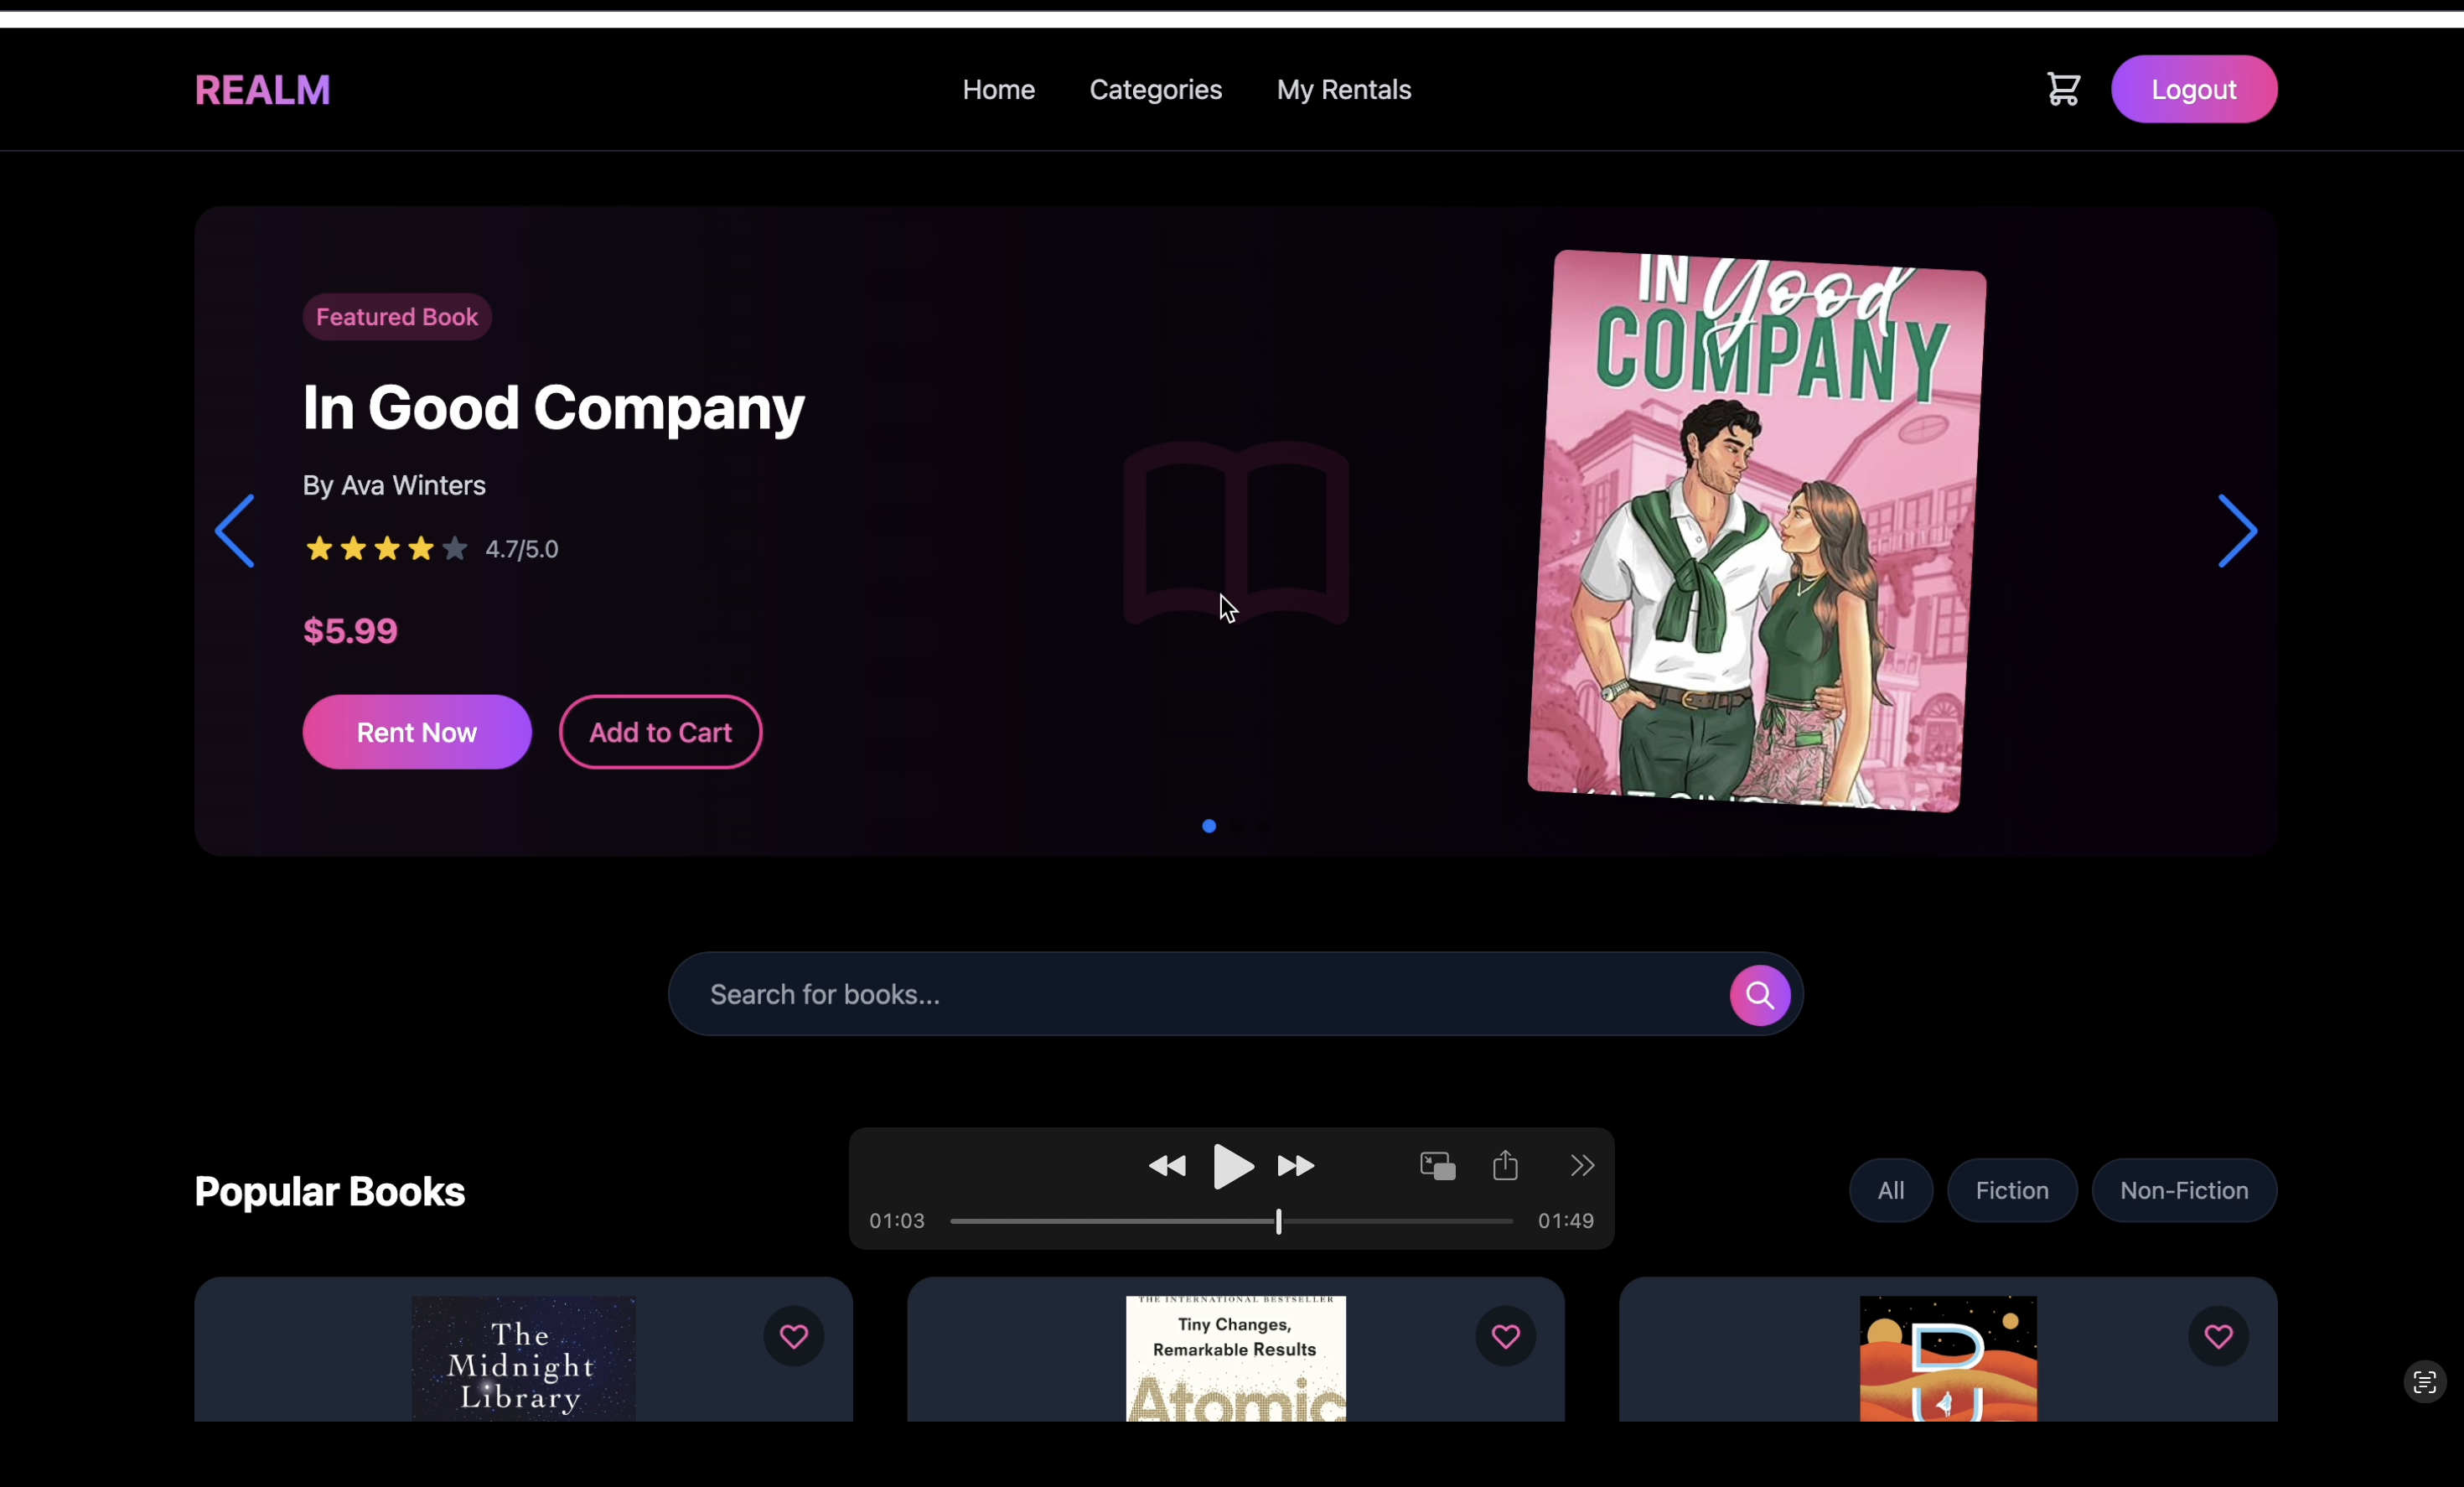 REALM
Home Categories My Rentals
Logout
Featured Book
In Good Company
By Ava Winters
4.7/5.0
$5.99
Rent Now Add to Cart
IN Good
COMPANY
Search for books...
Popular Books
01:03 01:49
All Fiction Non-Fiction
The
Midnight
Library
THE INTERNATIONAL BESTSELLER
Tiny Changes,
Remarkable Results
Atomic